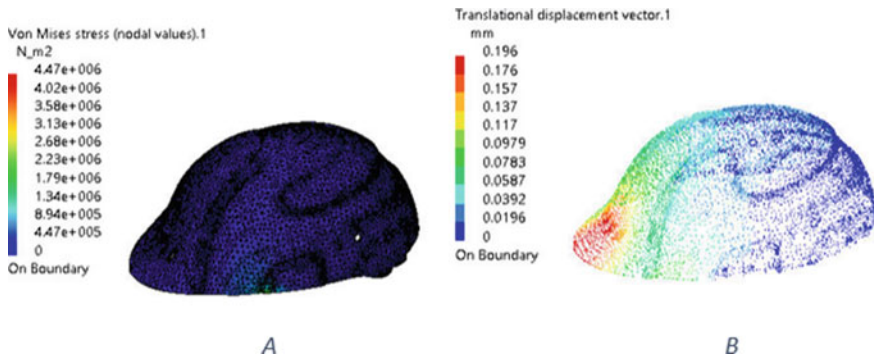 Von Mises stress (nodal values).1
N_m2
4.47e+006
4.02e+006
3.58e+006
3.13e+006
2.68e+006
2.23e+006
1.79e+006
1.34e+006
8.94e+005
4.47e+005
0
On Boundary
A
Translational displacement vector.1
mm
0.196
0.176
0.157
0.137
0.117
0.0979
0.0783
0.0587
0.0392
0.0196
0
On Boundary
B